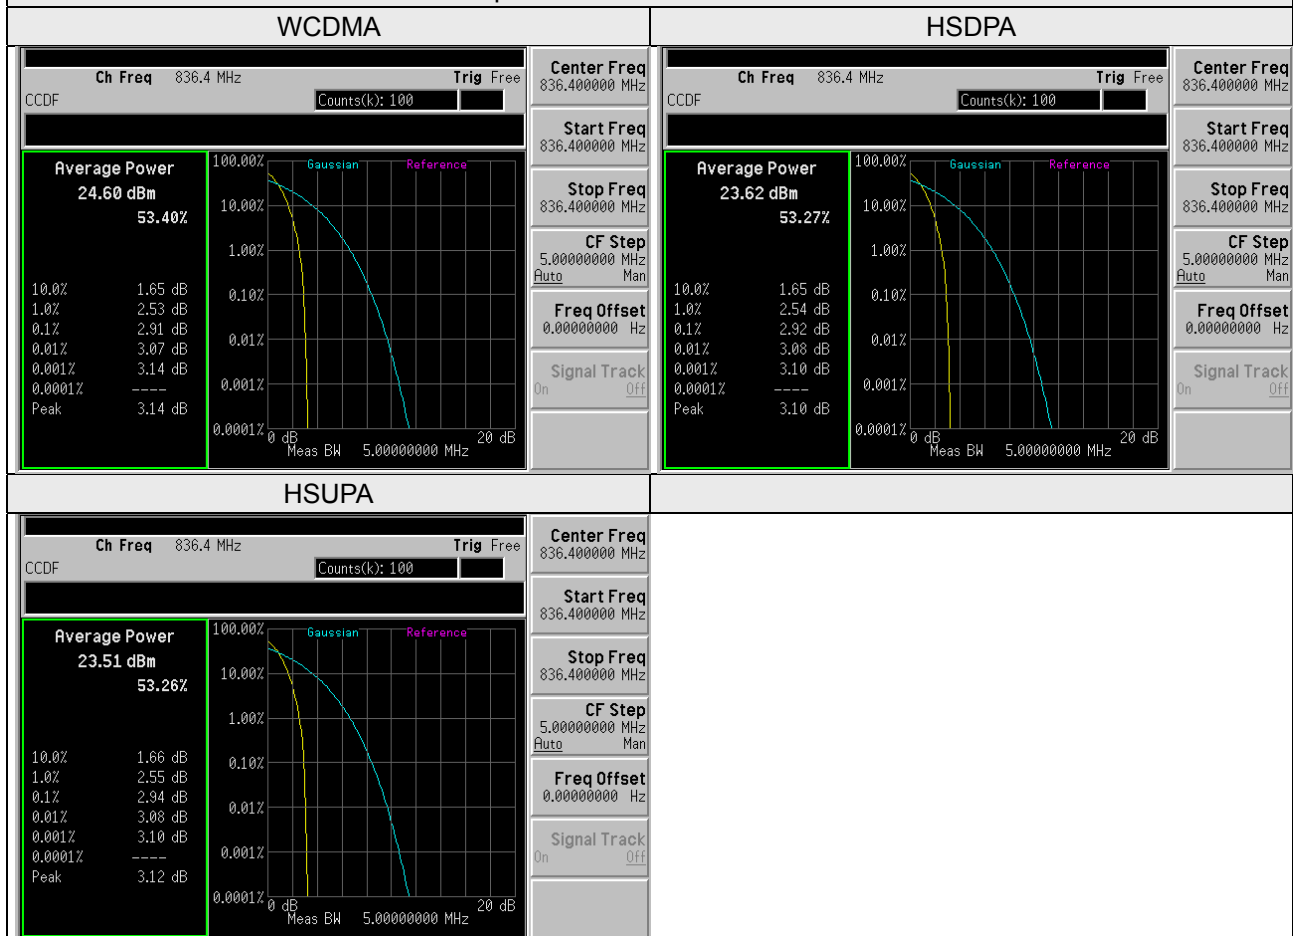 WCDMA
HSDPA
Ch Freq 836.4 MHz Trig Free
CCDF Counts(k): 100
Average Power
24.60 dBm
53.40%
10.0% 1.65 dB
1.0% 2.53 dB
0.1% 2.91 dB
0.01% 3.07 dB
0.001% 3.14 dB
0.0001% ----
Peak 3.14 dB
Gaussian Reference
100.00%
10.00%
1.00%
0.10%
0.01%
0.001%
0.0001%
0 dB 20 dB
Meas BW 5.00000000 MHz
Center Freq
836.400000 MHz
Start Freq
836.400000 MHz
Stop Freq
836.400000 MHz
CF Step
5.00000000 MHz
Auto Man
Freq Offset
0.00000000 Hz
Signal Track
On Off
Ch Freq 836.4 MHz Trig Free
CCDF Counts(k): 100
Average Power
23.62 dBm
53.27%
10.0% 1.65 dB
1.0% 2.54 dB
0.1% 2.92 dB
0.01% 3.08 dB
0.001% 3.10 dB
0.0001% ----
Peak 3.10 dB
Gaussian Reference
100.00%
10.00%
1.00%
0.10%
0.01%
0.001%
0.0001%
0 dB 20 dB
Meas BW 5.00000000 MHz
Center Freq
836.400000 MHz
Start Freq
836.400000 MHz
Stop Freq
836.400000 MHz
CF Step
5.00000000 MHz
Auto Man
Freq Offset
0.00000000 Hz
Signal Track
On Off
HSUPA
Ch Freq 836.4 MHz Trig Free
CCDF Counts(k): 100
Average Power
23.51 dBm
53.26%
10.0% 1.66 dB
1.0% 2.55 dB
0.1% 2.94 dB
0.01% 3.08 dB
0.001% 3.10 dB
0.0001% ----
Peak 3.12 dB
Gaussian Reference
100.00%
10.00%
1.00%
0.10%
0.01%
0.001%
0.0001%
0 dB 20 dB
Meas BW 5.00000000 MHz
Center Freq
836.400000 MHz
Start Freq
836.400000 MHz
Stop Freq
836.400000 MHz
CF Step
5.00000000 MHz
Auto Man
Freq Offset
0.00000000 Hz
Signal Track
On Off